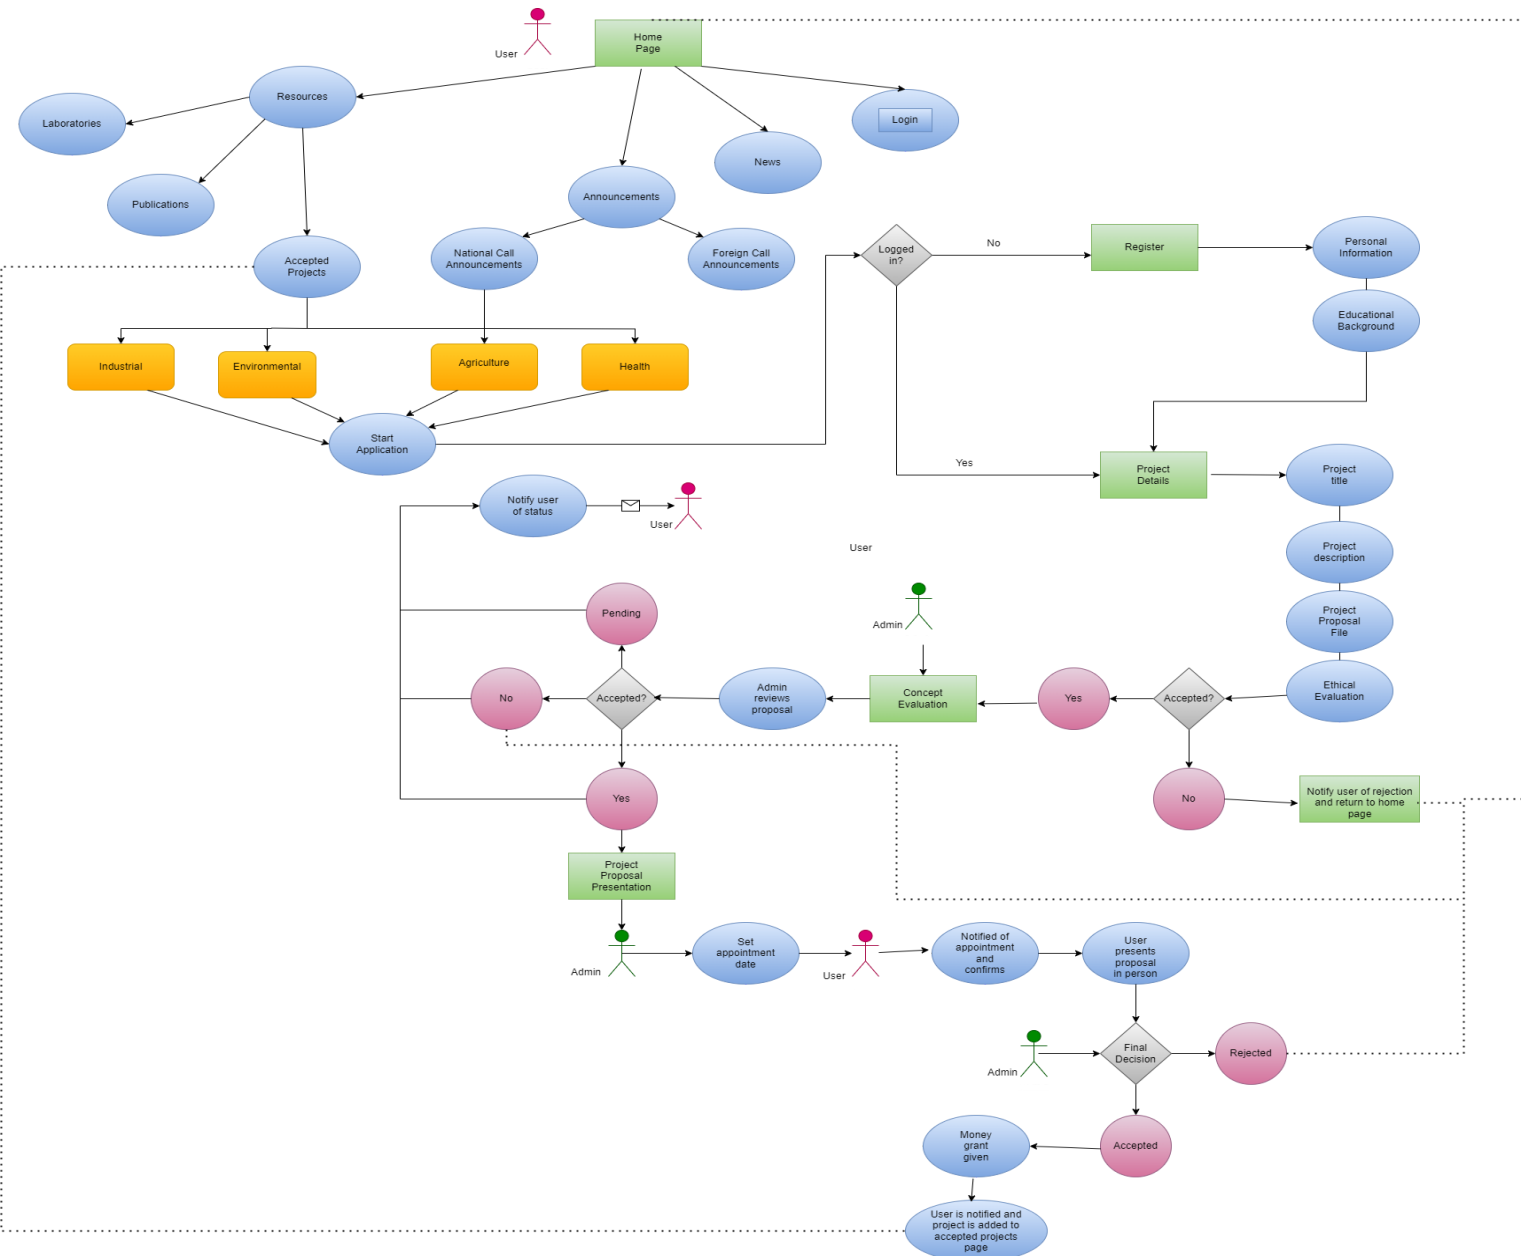 User
Home
Page
Resources
Laboratories
Login
News
Publications
Announcements
Accepted
Projects
National Call
Announcements
Foreign Call
Announcements
Logged
in?
No
Register
Personal
Information
Educational
Background
Industrial
Environmental
Agriculture
Health
Start
Application
Yes
Project
Details
Project
title
Notify user
of status
User
User
Project
description
Pending
Admin
Project
Proposal
File
No
Accepted?
Admin
reviews
proposal
Concept
Evaluation
Yes
Accepted?
Ethical
Evaluation
Yes
No
Notify user of rejection
and return to home
page
Project
Proposal
Presentation
Admin
Set
appointment
date
User
Notified of
appointment
and
confirms
User
presents
proposal
in person
Admin
Final
Decision
Rejected
Money
grant
given
Accepted
User is notified and
project is added to
accepted projects
page